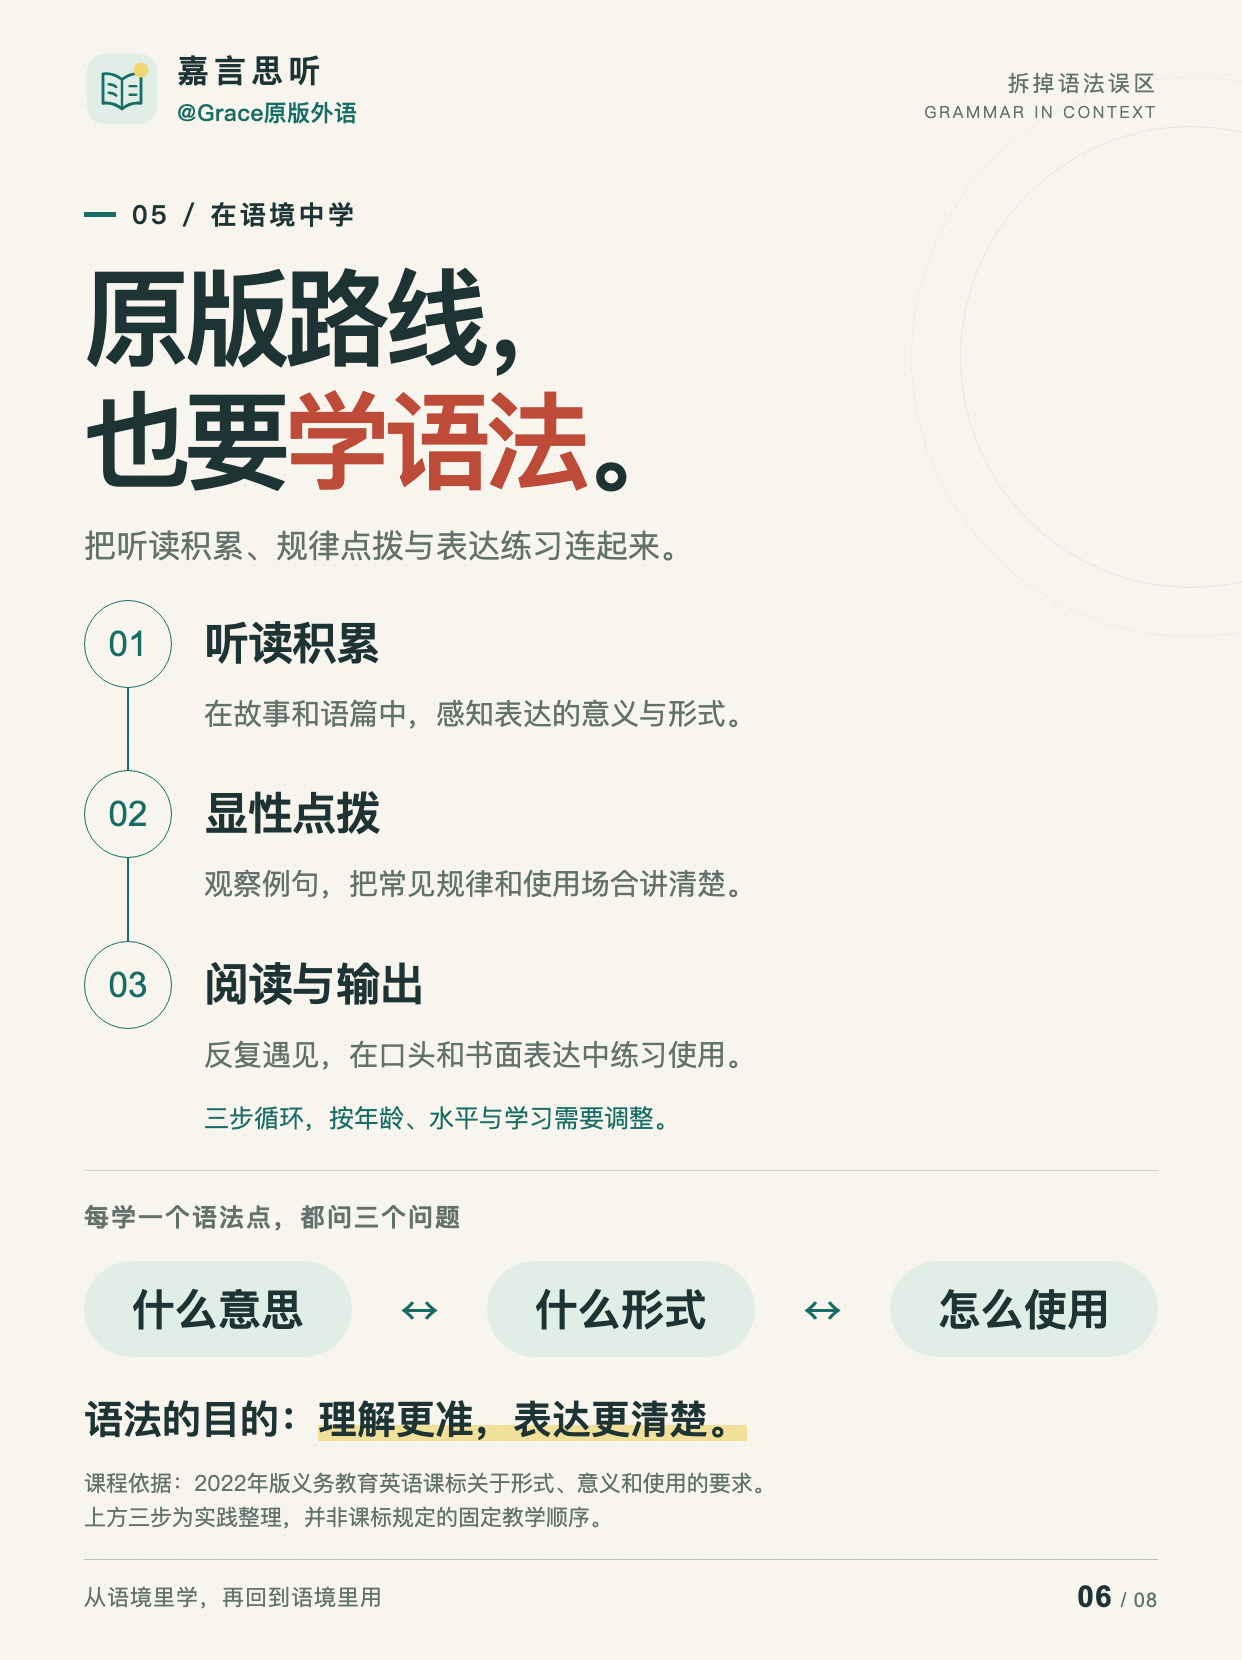 嘉言思听
@Grace原版外语
拆掉语法误区
GRAMMAR IN CONTEXT
05 / 在语境中学
原版路线，
也要学语法。
把听读积累、规律点拨与表达练习连起来。
01
听读积累
在故事和语篇中，感知表达的意义与形式。
02
显性点拨
观察例句，把常见规律和使用场合讲清楚。
03
阅读与输出
反复遇见，在口头和书面表达中练习使用。
三步循环，按年龄、水平与学习需要调整。
每学一个语法点，都问三个问题
什么意思 ↔ 什么形式 ↔ 怎么使用
语法的目的：理解更准，表达更清楚。
课程依据：2022年版义务教育英语课标关于形式、意义和使用的要求。
上方三步为实践整理，并非课标规定的固定教学顺序。
从语境里学，再回到语境里用
06 / 08